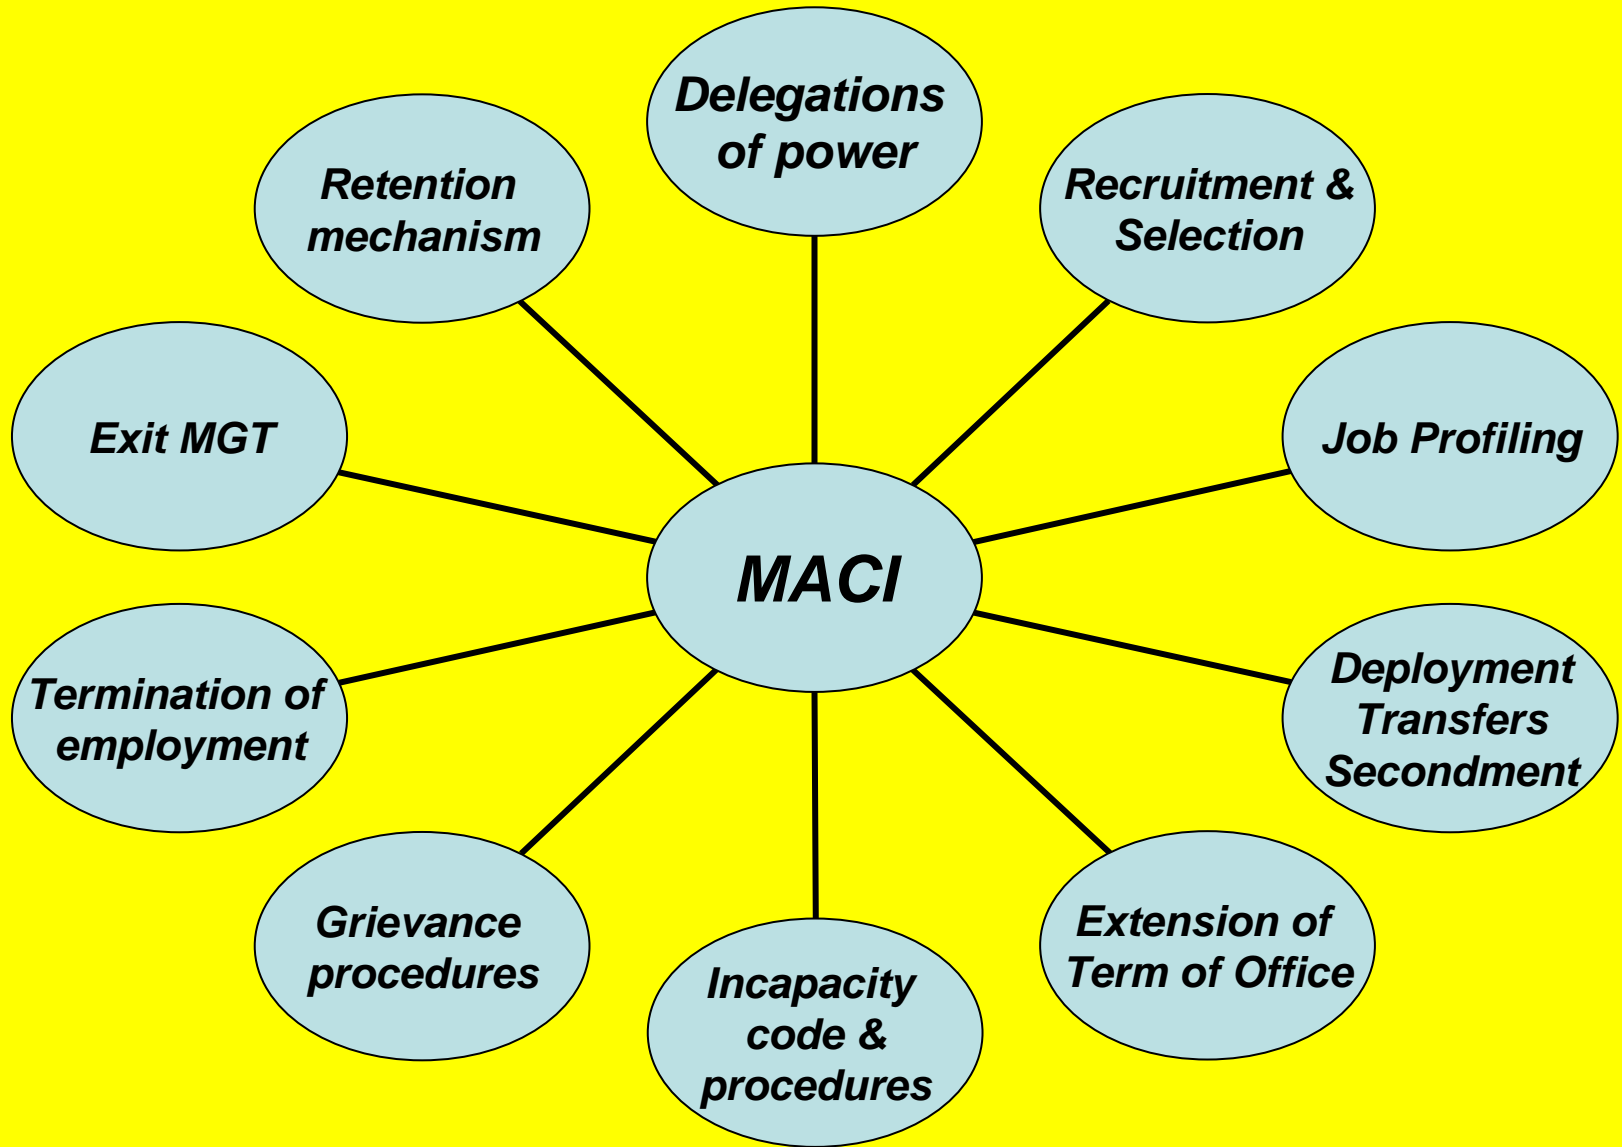 Delegations
of power
Recruitment &
Selection
Job Profiling
Deployment
Transfers
Secondment
Extension of
Term of Office
Incapacity
code &
procedures
Grievance
procedures
Termination of
employment
Exit MGT
Retention
mechanism
MACI